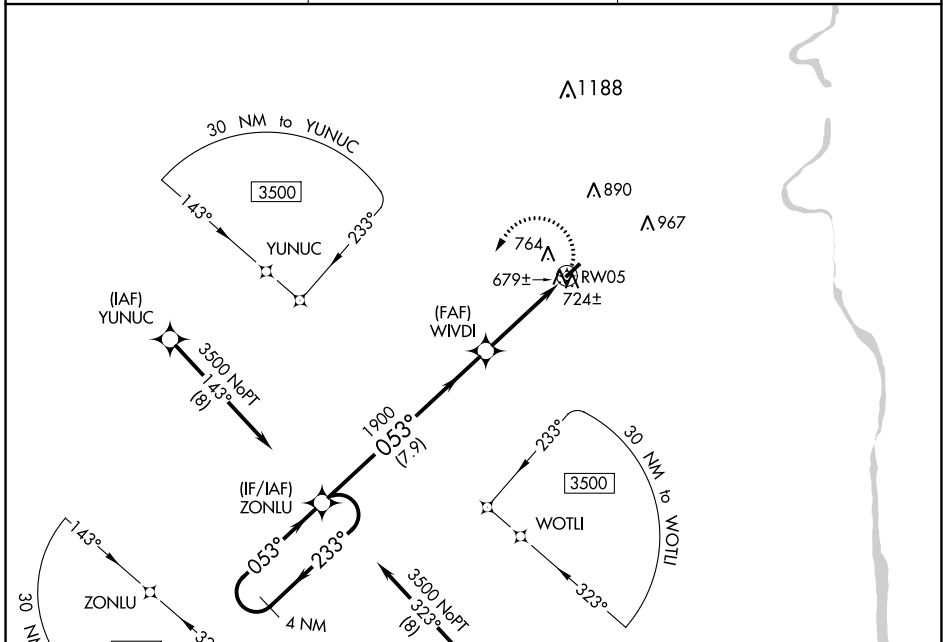 1188
30 NM to YUNUC
3500
143°
233°
YUNUC
890
967
764
679±
RW05
724±
(IAF)
YUNUC
3500 NoPT
143°
(8)
(FAF)
WIVDI
1900
053°
(7.9)
(IF/IAF)
ZONLU
053°
233°
4 NM
233°
30 NM to WOTLI
3500
WOTLI
323°
143°
ZONLU
30 NM
3500 NoPT
323°
(8)